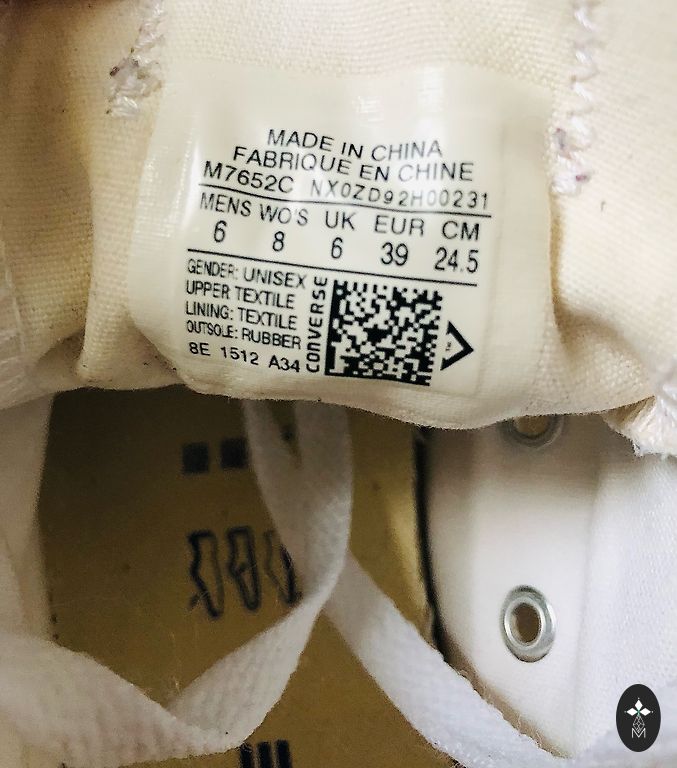 MADE IN CHINA
FABRIQUE EN CHINE
M7652C NX0ZD92H00231
MENS WO'S UK EUR CM
6 8 6 39 24.5
GENDER: UNISEX
UPPER TEXTILE
LINING: TEXTILE
OUTSOLE: RUBBER
8E 1512 A34
CONVERSE
M